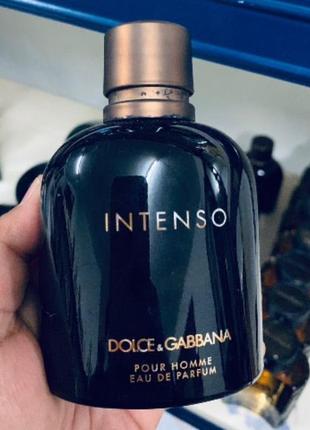 INTENSO
DOLCE & GABBANA
POUR HOMME
EAU DE PARFUM